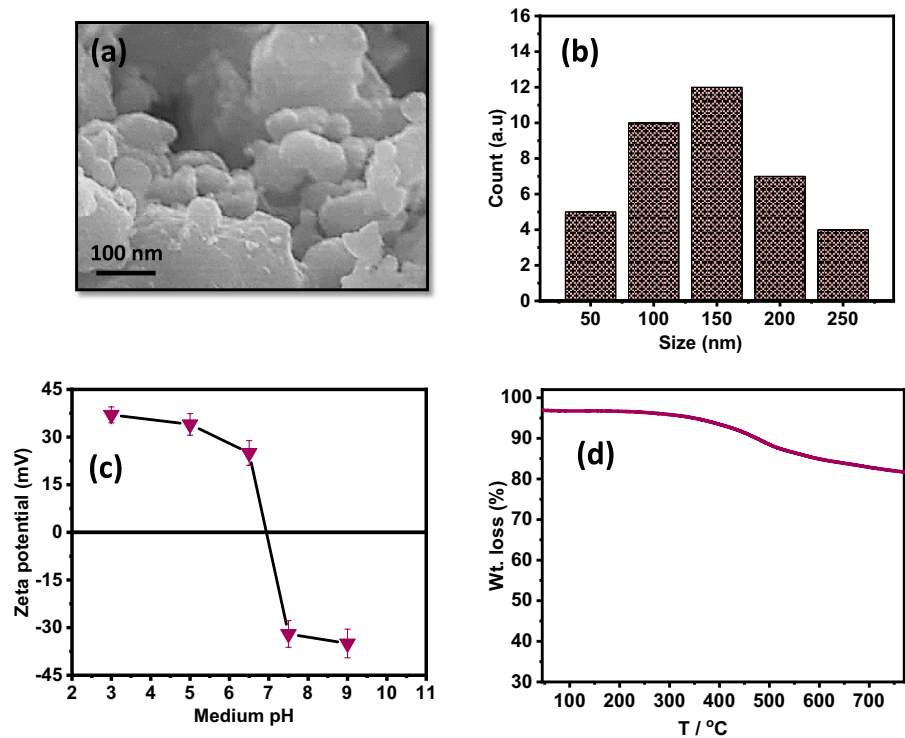 (a)
100 nm
(b)
Count (a.u)
16
14
12
10
8
6
4
2
0
50 100 150 200 250
Size (nm)
(c)
Zeta potential (mV)
45
30
15
0
-15
-30
-45
2 3 4 5 6 7 8 9 10 11
Medium pH
(d)
Wt. loss (%)
100
90
80
70
60
50
40
30
100 200 300 400 500 600 700
T / ºC